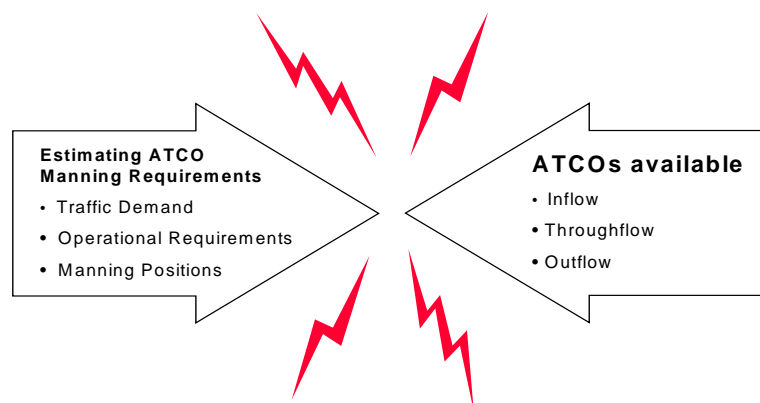 Estimating ATCO
Manning Requirements
• Traffic Demand
• Operational Requirements
• Manning Positions
ATCOs available
• Inflow
• Throughflow
• Outflow